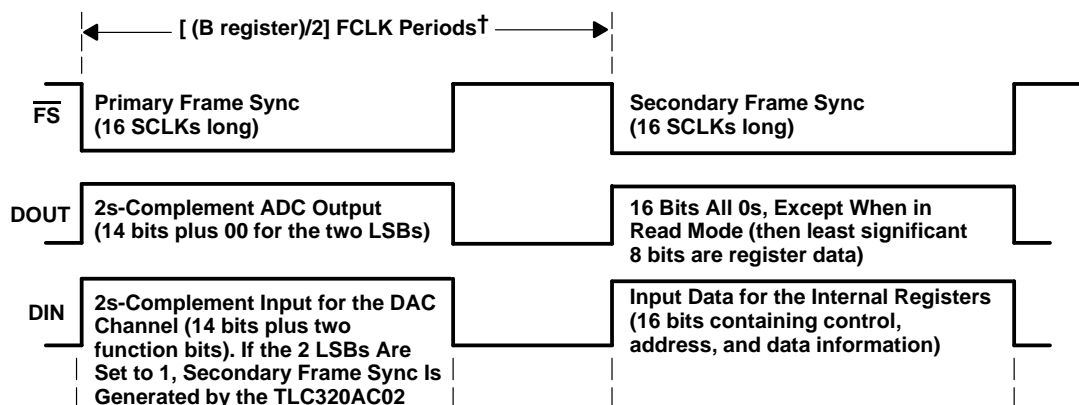 [ (B register)/2] FCLK Periods†
FS
Primary Frame Sync
(16 SCLKs long)
Secondary Frame Sync
(16 SCLKs long)
DOUT
2s-Complement ADC Output
(14 bits plus 00 for the two LSBs)
16 Bits All 0s, Except When in
Read Mode (then least significant
8 bits are register data)
DIN
2s-Complement Input for the DAC
Channel (14 bits plus two
function bits). If the 2 LSBs Are
Set to 1, Secondary Frame Sync Is
Generated by the TLC320AC02
Input Data for the Internal Registers
(16 bits containing control,
address, and data information)